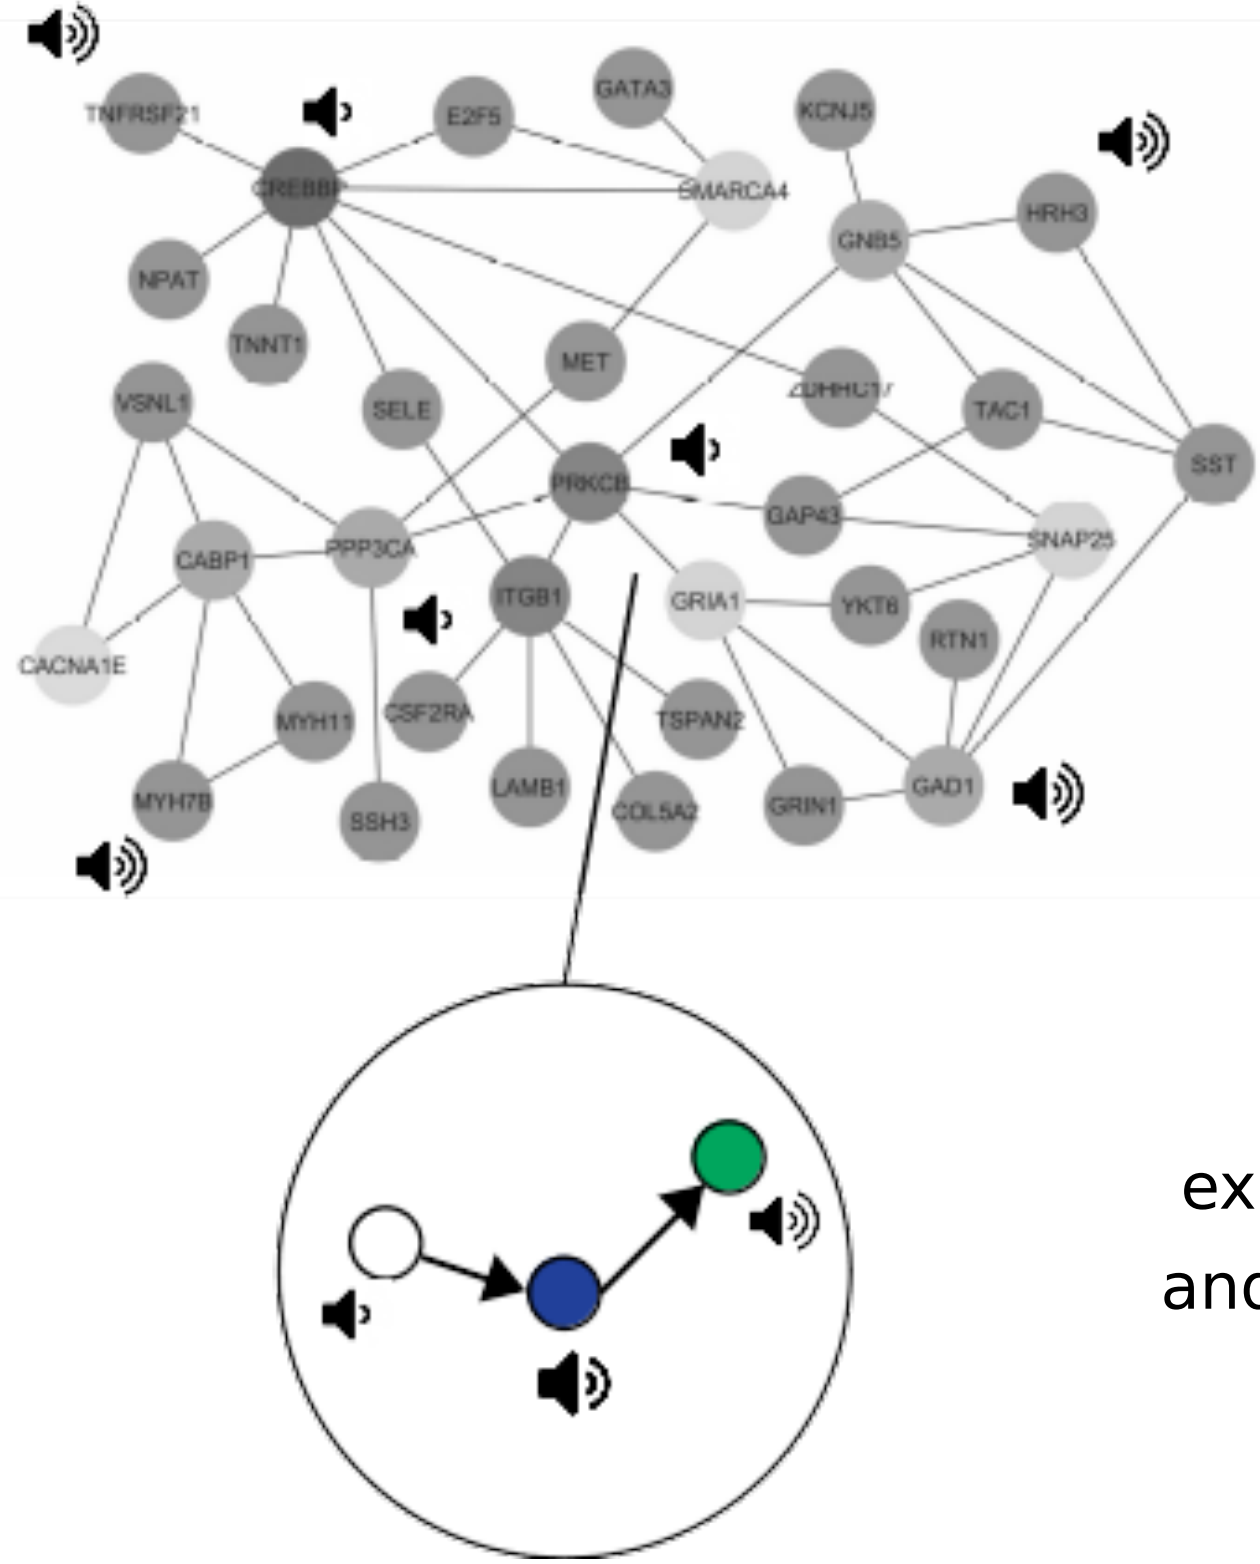 GATA3
KCNJ5
TNFRSF21
E2F5
CREBBP
SMARCA4
HRH3
GNB5
NPAT
TNNT1
MET
ZDHHC17
VSNL1
SELE
TAC1
SST
PRKCB
GAP43
SNAP25
CABP1
PPP3CA
ITGB1
GRIA1
YKT6
RTN1
CACNA1E
MYH11
CSF2RA
TSPAN2
MYH7B
SSH3
LAMB1
COL5A2
GRIN1
GAD1
ex
and